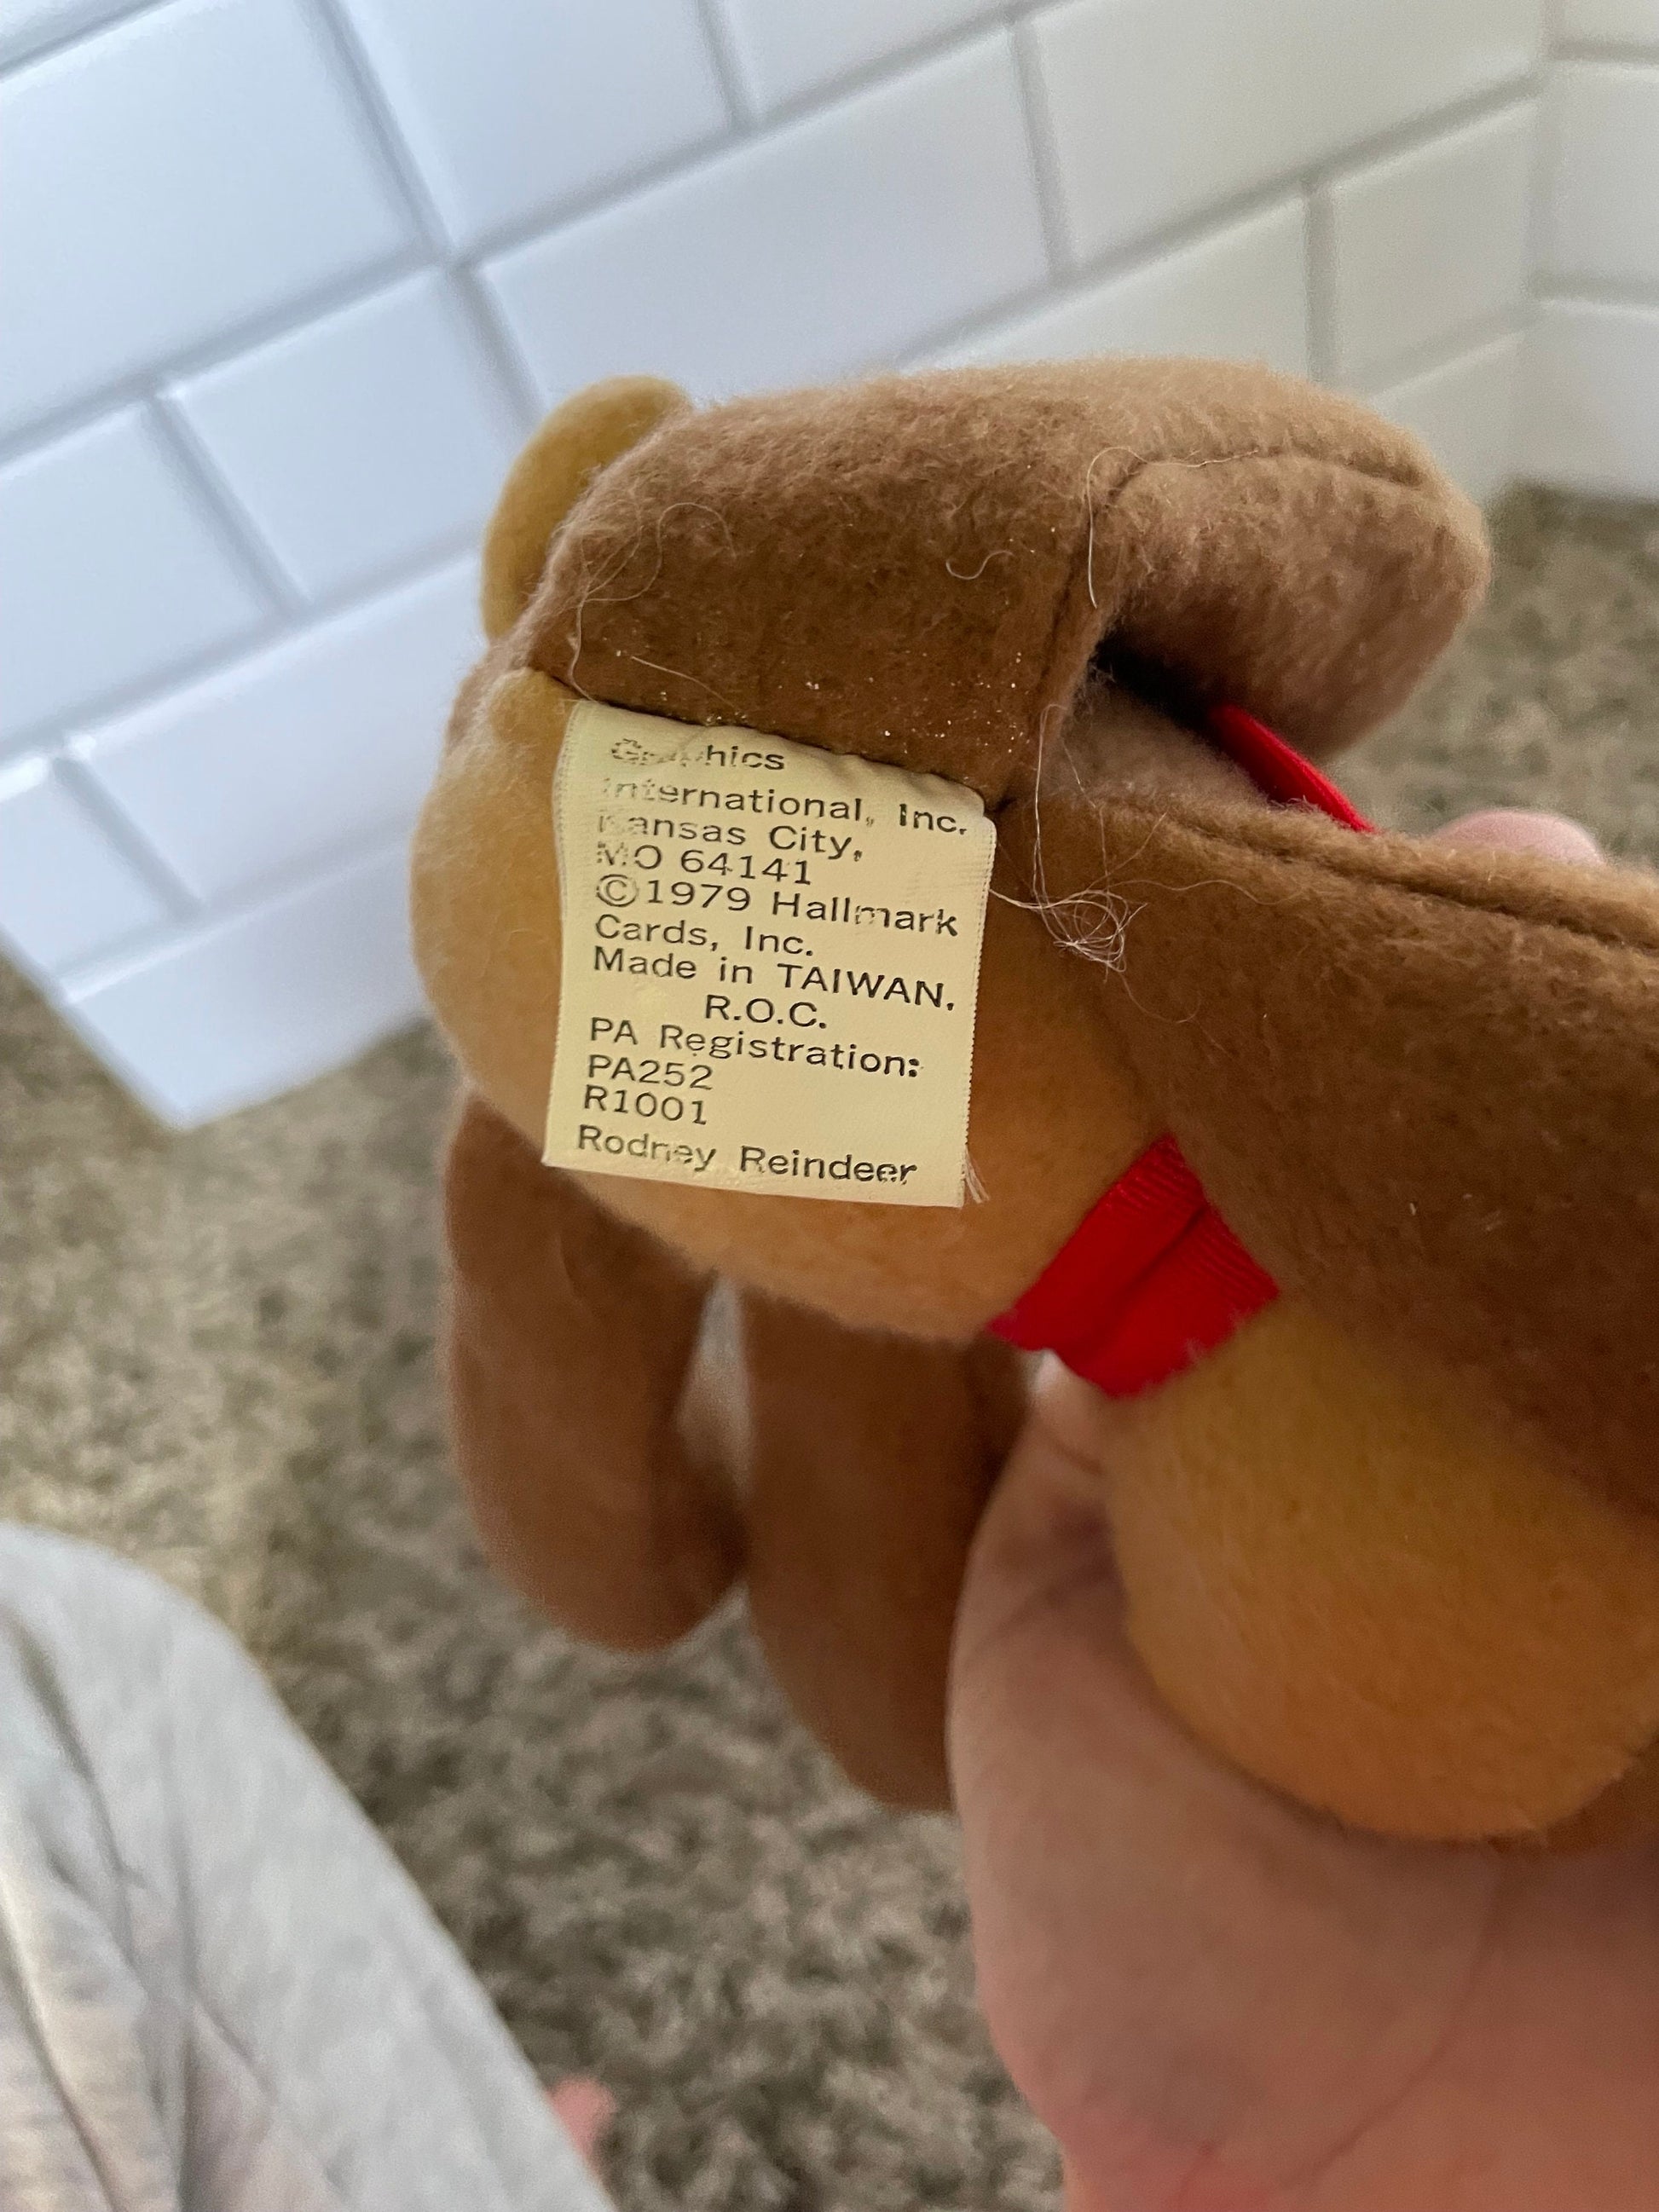 Graphics
International, Inc.
Kansas City,
MO 64141
©1979 Hallmark
Cards, Inc.
Made in TAIWAN.
R.O.C.
PA Registration:
PA252
R1001
Rodney Reindeer